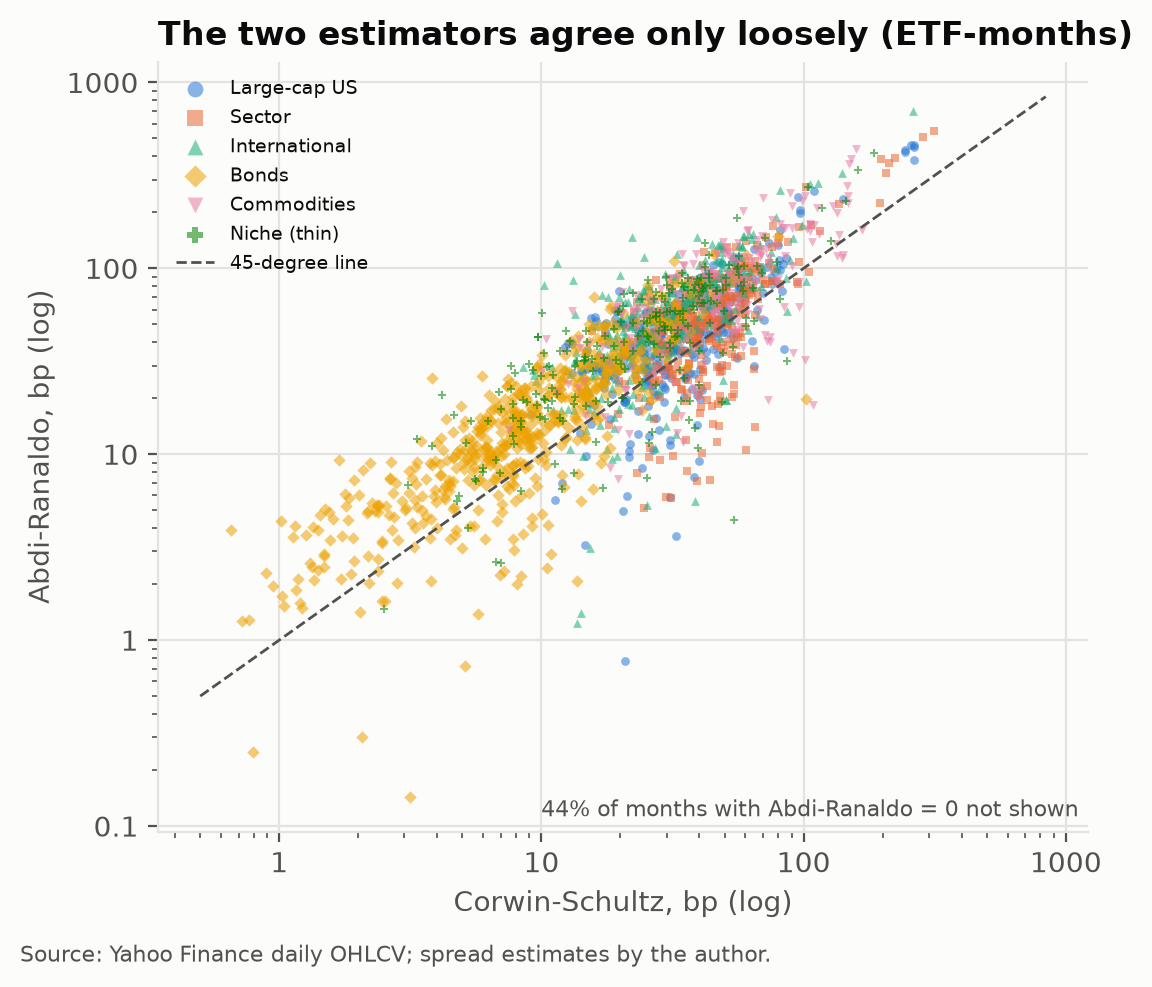 The two estimators agree only loosely (ETF-months)
Abdi-Ranaldo, bp (log)
1000
100
10
1
0.1
Large-cap US
Sector
International
Bonds
Commodities
Niche (thin)
45-degree line
44% of months with Abdi-Ranaldo = 0 not shown
1 10 100 1000
Corwin-Schultz, bp (log)
Source: Yahoo Finance daily OHLCV; spread estimates by the author.